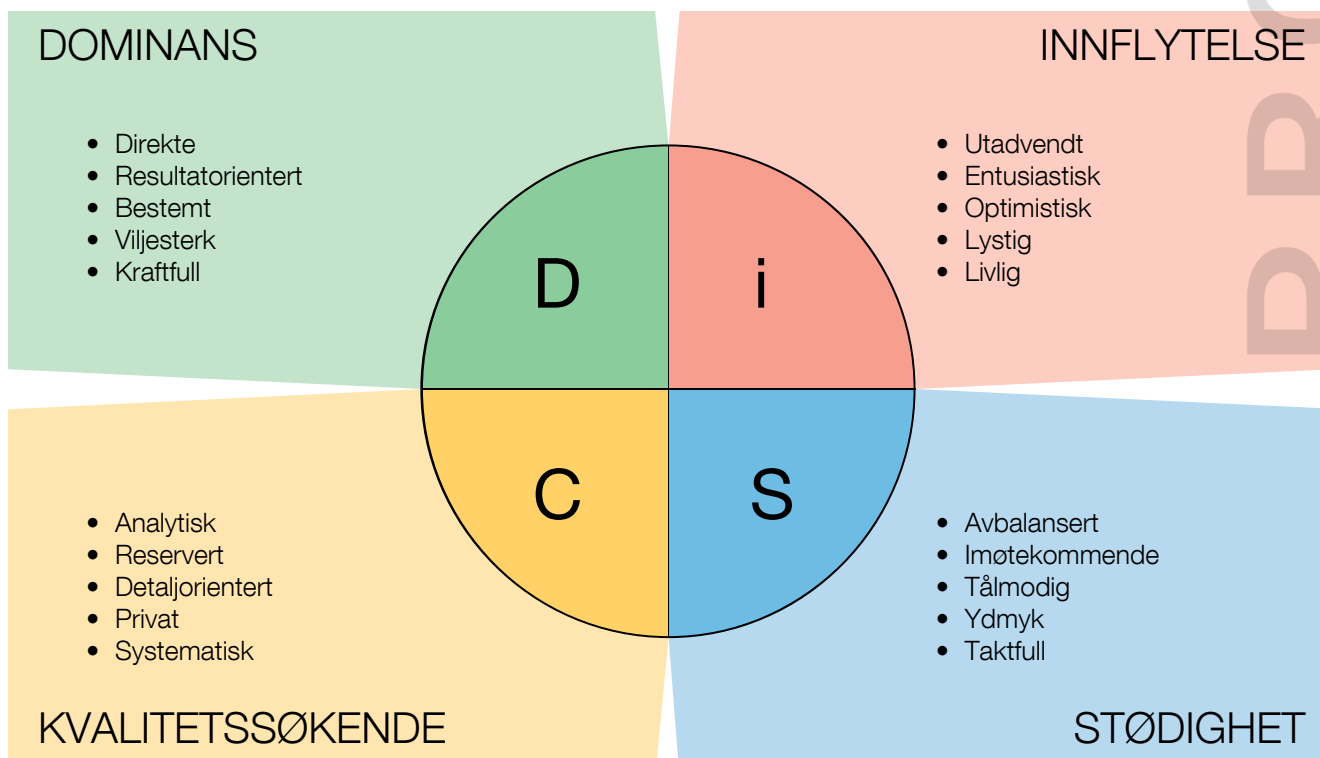 DOMINANS
• Direkte
• Resultatorientert
• Bestemt
• Viljesterk
• Kraftfull
INNFLYTELSE
• Utadvendt
• Entusiastisk
• Optimistisk
• Lystig
• Livlig
D
i
C
S
• Analytisk
• Reservert
• Detaljorientert
• Privat
• Systematisk
KVALITETSSØKENDE
• Avbalansert
• Imøtekommende
• Tålmodig
• Ydmyk
• Taktfull
STØDIGHET